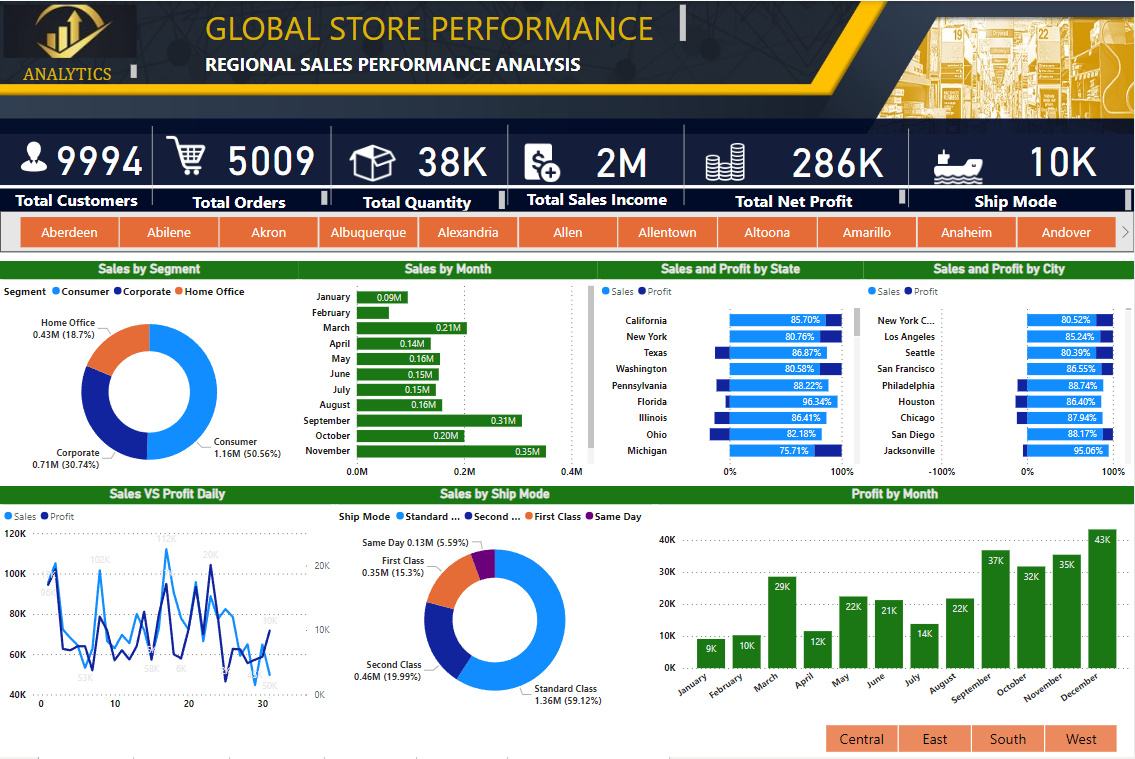 GLOBAL STORE PERFORMANCE
REGIONAL SALES PERFORMANCE ANALYSIS
ANALYTICS
19
22
9994
5009
38K
2M
286K
10K
Total Customers
Total Orders
Total Quantity
Total Sales Income
Total Net Profit
Ship Mode
Aberdeen
Abilene
Akron
Albuquerque
Alexandria
Allen
Allentown
Altoona
Amarillo
Anaheim
Andover
Sales by Segment
Segment Consumer Corporate Home Office
Home Office
0.43M (18.7%)
Corporate
0.71M (30.74%)
Consumer
1.16M (50.56%)
Sales by Month
January 0.09M
February
March 0.21M
April 0.14M
May 0.16M
June 0.15M
July 0.15M
August 0.16M
September 0.31M
October 0.20M
November 0.35M
0.0M 0.2M 0.4M
Sales and Profit by State
Sales Profit
California 85.70%
New York 80.76%
Texas 86.87%
Washington 80.58%
Pennsylvania 88.22%
Florida 96.34%
Illinois 86.41%
Ohio 82.18%
Michigan 75.71%
0% 100%
Sales and Profit by City
Sales Profit
New York C... 80.52%
Los Angeles 85.24%
Seattle 80.39%
San Francisco 86.55%
Philadelphia 88.74%
Houston 86.40%
Chicago 87.94%
San Diego 88.17%
Jacksonville 95.06%
-100% 0% 100%
Sales VS Profit Daily
Sales Profit
120K
100K
80K
60K
40K
20K
10K
0K
96K
102K
112K
20K
53K
58K
6K
10K
50K
0 10 20 30
Sales by Ship Mode
Ship Mode Standard ... Second ... First Class Same Day
Same Day 0.13M (5.59%)
First Class
0.35M (15.3%)
Second Class
0.46M (19.99%)
Standard Class
1.36M (59.12%)
Profit by Month
40K
30K
20K
10K
0K
9K
10K
29K
12K
22K
21K
14K
22K
37K
32K
35K
43K
January
February
March
April
May
June
July
August
September
October
November
December
Central
East
South
West